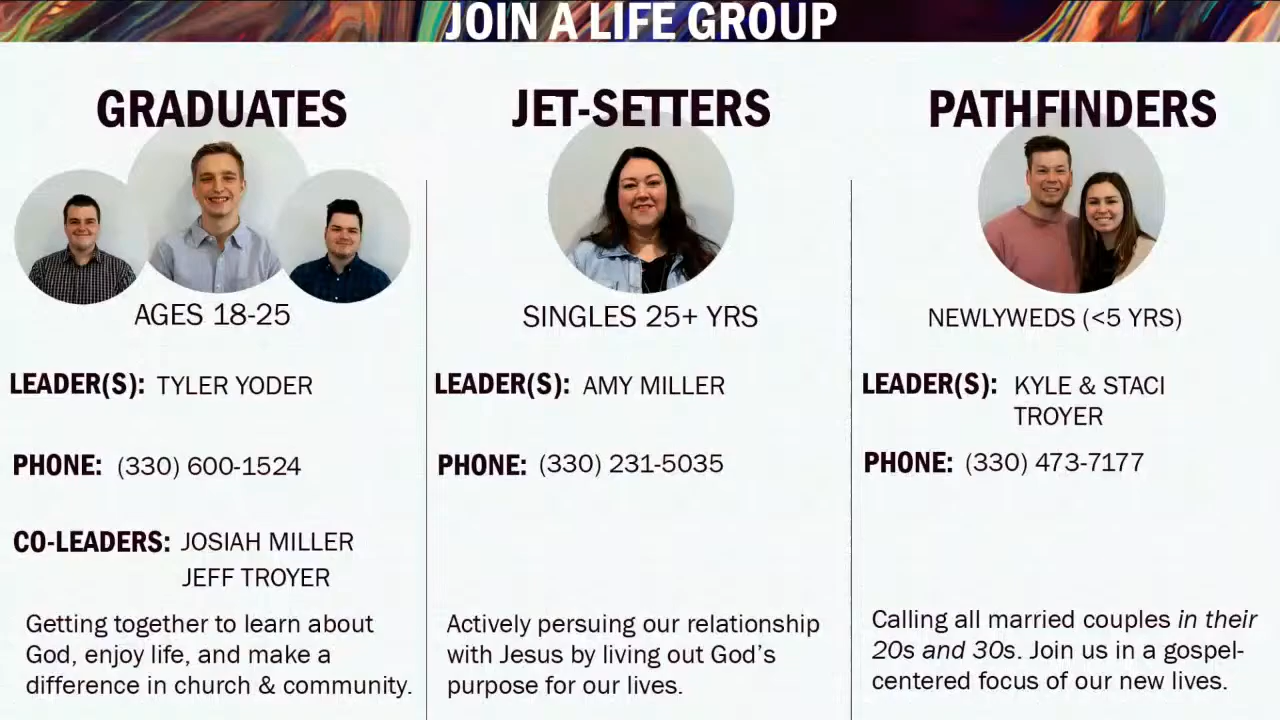 JOIN A LIFE GROUP
GRADUATES
AGES 18-25
LEADER(S): TYLER YODER
PHONE: (330) 600-1524
CO-LEADERS: JOSIAH MILLER
JEFF TROYER
Getting together to learn about
God, enjoy life, and make a
difference in church & community.
JET-SETTERS
SINGLES 25+ YRS
LEADER(S): AMY MILLER
PHONE: (330) 231-5035
Actively persuing our relationship
with Jesus by living out God’s
purpose for our lives.
PATHFINDERS
NEWLYWEDS (<5 YRS)
LEADER(S): KYLE & STACI
TROYER
PHONE: (330) 473-7177
Calling all married couples in their
20s and 30s. Join us in a gospel-
centered focus of our new lives.